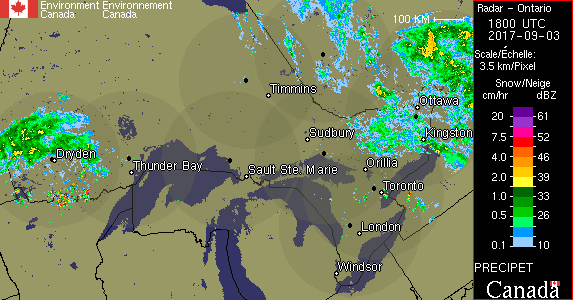 Environment Environnement
Canada Canada
100 KM
Timmins
Ottawa
Sudbury
Kingston
Dryden
Thunder Bay
Sault Ste. Marie
Orillia
Toronto
London
Windsor
Radar - Ontario
1800 UTC
2017-09-03
Scale/Échelle:
3.5 km/Pixel
Snow/Neige
cm/hr dBZ
20 61
7.5 52
4.0 46
2.0 39
1.0 33
0.5 26
0.1 10
PRECIPET
Canada